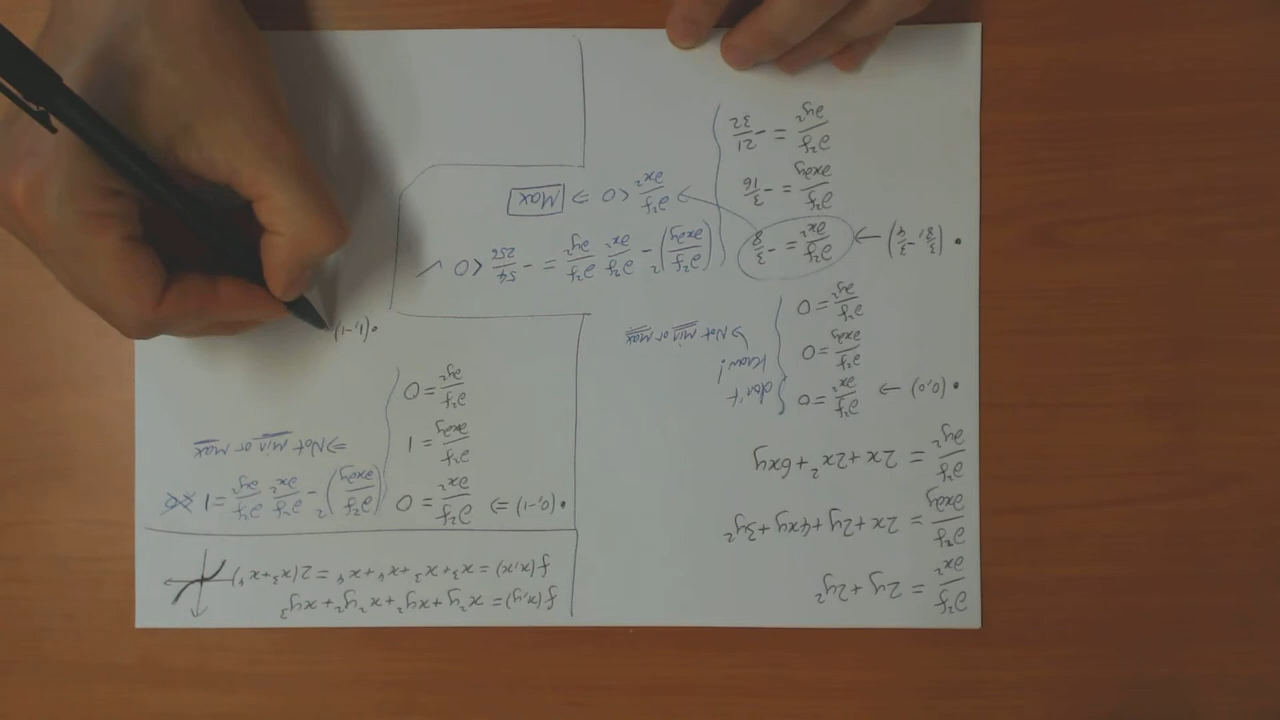 ∂²f/∂x² = 2y + 2y²
∂²f/∂x∂y = 2x + 2y + 4xy + 3y²
∂²f/∂y² = 2x + 2x² + 6xy
• (0,0) → ∂²f/∂x² = 0
∂²f/∂x∂y = 0
∂²f/∂y² = 0
don't
know!
⇒ Not Min or Max
• (3/8, -3/4) → ∂²f/∂x² = -3/8
∂²f/∂x∂y = -3/16
∂²f/∂y² = -21/32
(∂²f/∂x∂y)² - ∂²f/∂x² ∂²f/∂y² = -54/256 < 0 ✓
∂²f/∂x² < 0 ⇒ Max
f(x,y) = x²y + xy² + x²y² + xy³
f(x,x) = x³ + x³ + x⁴ + x⁴ = 2(x³ + x⁴)
• (0,-1) ⇒ ∂²f/∂x² = 0
∂²f/∂x∂y = 1
∂²f/∂y² = 0
(∂²f/∂x∂y)² - ∂²f/∂x² ∂²f/∂y² = 1
⇒ Not Min or Max
• (1,-1)